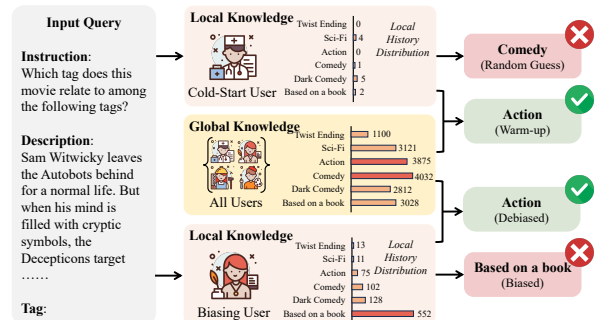 Input Query
Instruction:
Which tag does this
movie relate to among
the following tags?
Description:
Sam Witwicky leaves
the Autobots behind
for a normal life. But
when his mind is
filled with cryptic
symbols, the
Decepticons target
……
Tag:
Local Knowledge
Cold-Start User
Twist Ending 0
Sci-Fi 4
Action 0
Comedy 1
Dark Comedy 5
Based on a book 2
Local
History
Distribution
Global Knowledge
All Users
Twist Ending 1100
Sci-Fi 3121
Action 3875
Comedy 4032
Dark Comedy 2812
Based on a book 3028
Local Knowledge
Biasing User
Twist Ending 13
Sci-Fi 11
Action 75
Comedy 102
Dark Comedy 128
Based on a book 552
Local
History
Distribution
Comedy
(Random Guess)
Action
(Warm-up)
Action
(Debiased)
Based on a book
(Biased)